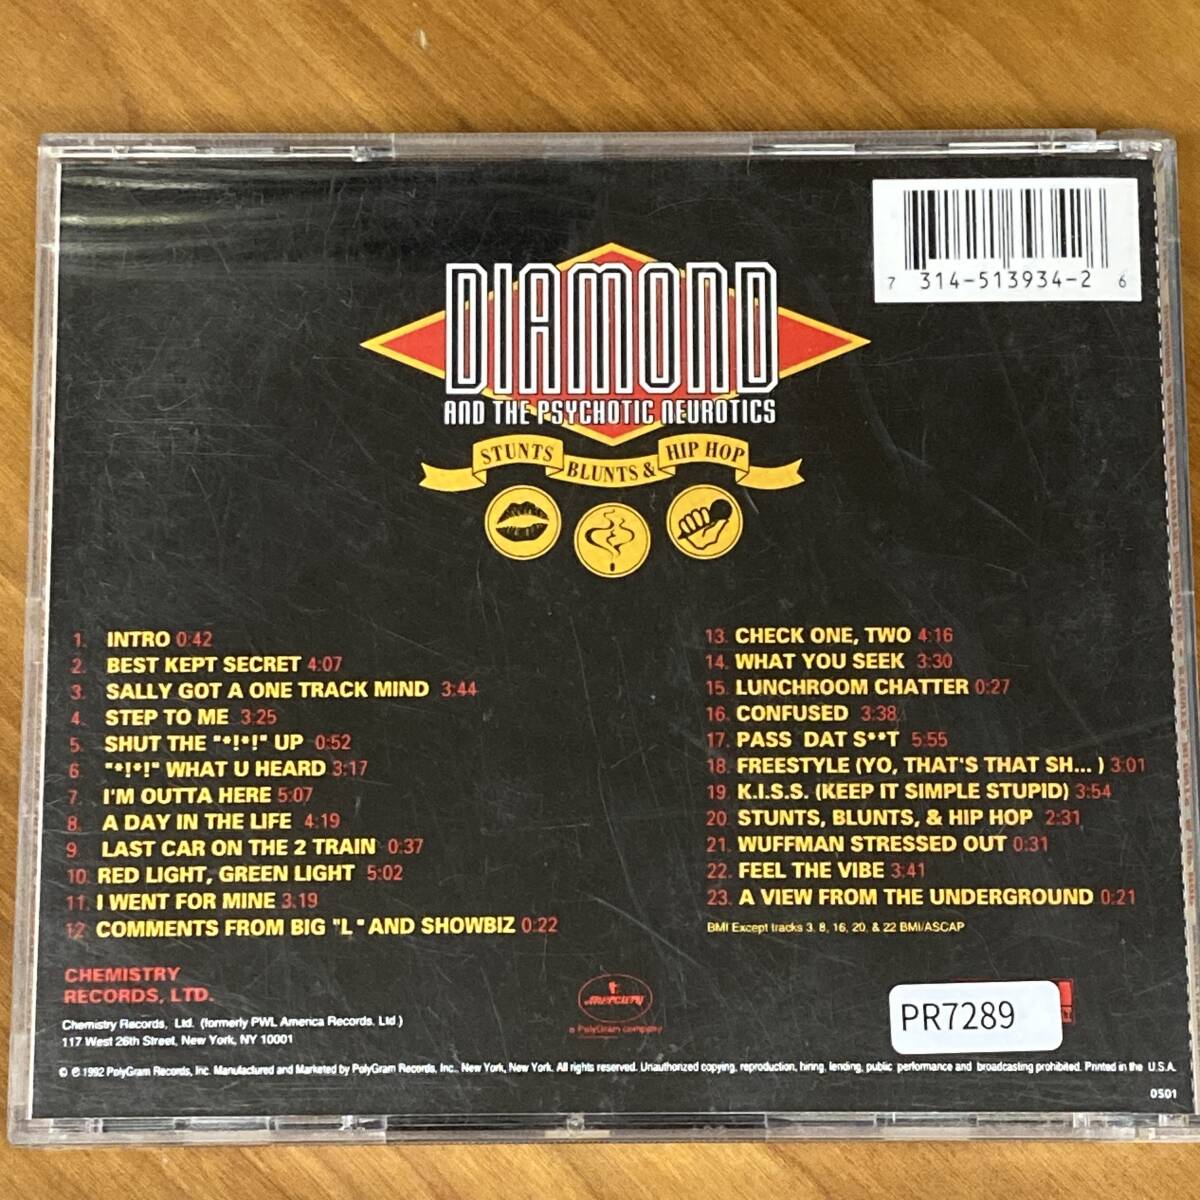 7 314-513934-2 6
DIAMOND
AND THE PSYCHOTIC NEUROTICS
STUNTS BLUNTS & HIP HOP
1. INTRO 0:42
2. BEST KEPT SECRET 4:07
3. SALLY GOT A ONE TRACK MIND 3:44
4. STEP TO ME 3:25
5. SHUT THE "*!*!" UP 0:52
6. "*!*!" WHAT U HEARD 3:17
7. I'M OUTTA HERE 5:07
8. A DAY IN THE LIFE 4:19
9. LAST CAR ON THE 2 TRAIN 0:37
10. RED LIGHT, GREEN LIGHT 5:02
11. I WENT FOR MINE 3.19
12. COMMENTS FROM BIG "L" AND SHOWBIZ 0:22
13. CHECK ONE, TWO 4:16
14. WHAT YOU SEEK 3:30
15. LUNCHROOM CHATTER 0:27
16. CONFUSED 3:38
17. PASS DAT S**T 5:55
18. FREESTYLE (YO, THAT'S THAT SH... ) 3:01
19. K.I.S.S. (KEEP IT SIMPLE STUPID) 3:54
20. STUNTS, BLUNTS, & HIP HOP 2:31
21. WUFFMAN STRESSED OUT 0:31
22. FEEL THE VIBE 3:41
23. A VIEW FROM THE UNDERGROUND 0:21
BMI Except tracks 3, 8, 16, 20, & 22 BMI/ASCAP
CHEMISTRY
RECORDS, LTD.
Chemistry Records, Ltd. (formerly PWL America Records, Ltd.)
117 West 26th Street, New York, NY 10001
MERCURY
a PolyGram company
PR7289
© ℗ 1992 PolyGram Records, Inc. Manufactured and Marketed by PolyGram Records, Inc., New York, New York. All rights reserved. Unauthorized copying, reproduction, hiring, lending, public performance and broadcasting prohibited. Printed in the U.S.A.
0501